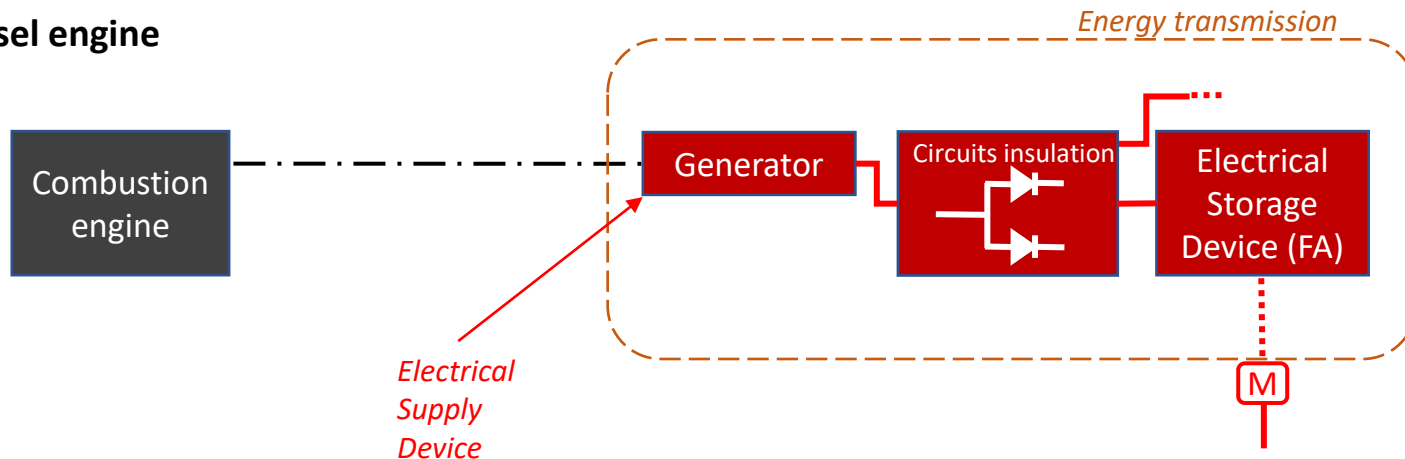 sel engine
Energy transmission
Combustion
engine
Generator
Circuits insulation
Electrical
Storage
Device (FA)
Electrical
Supply
Device
M